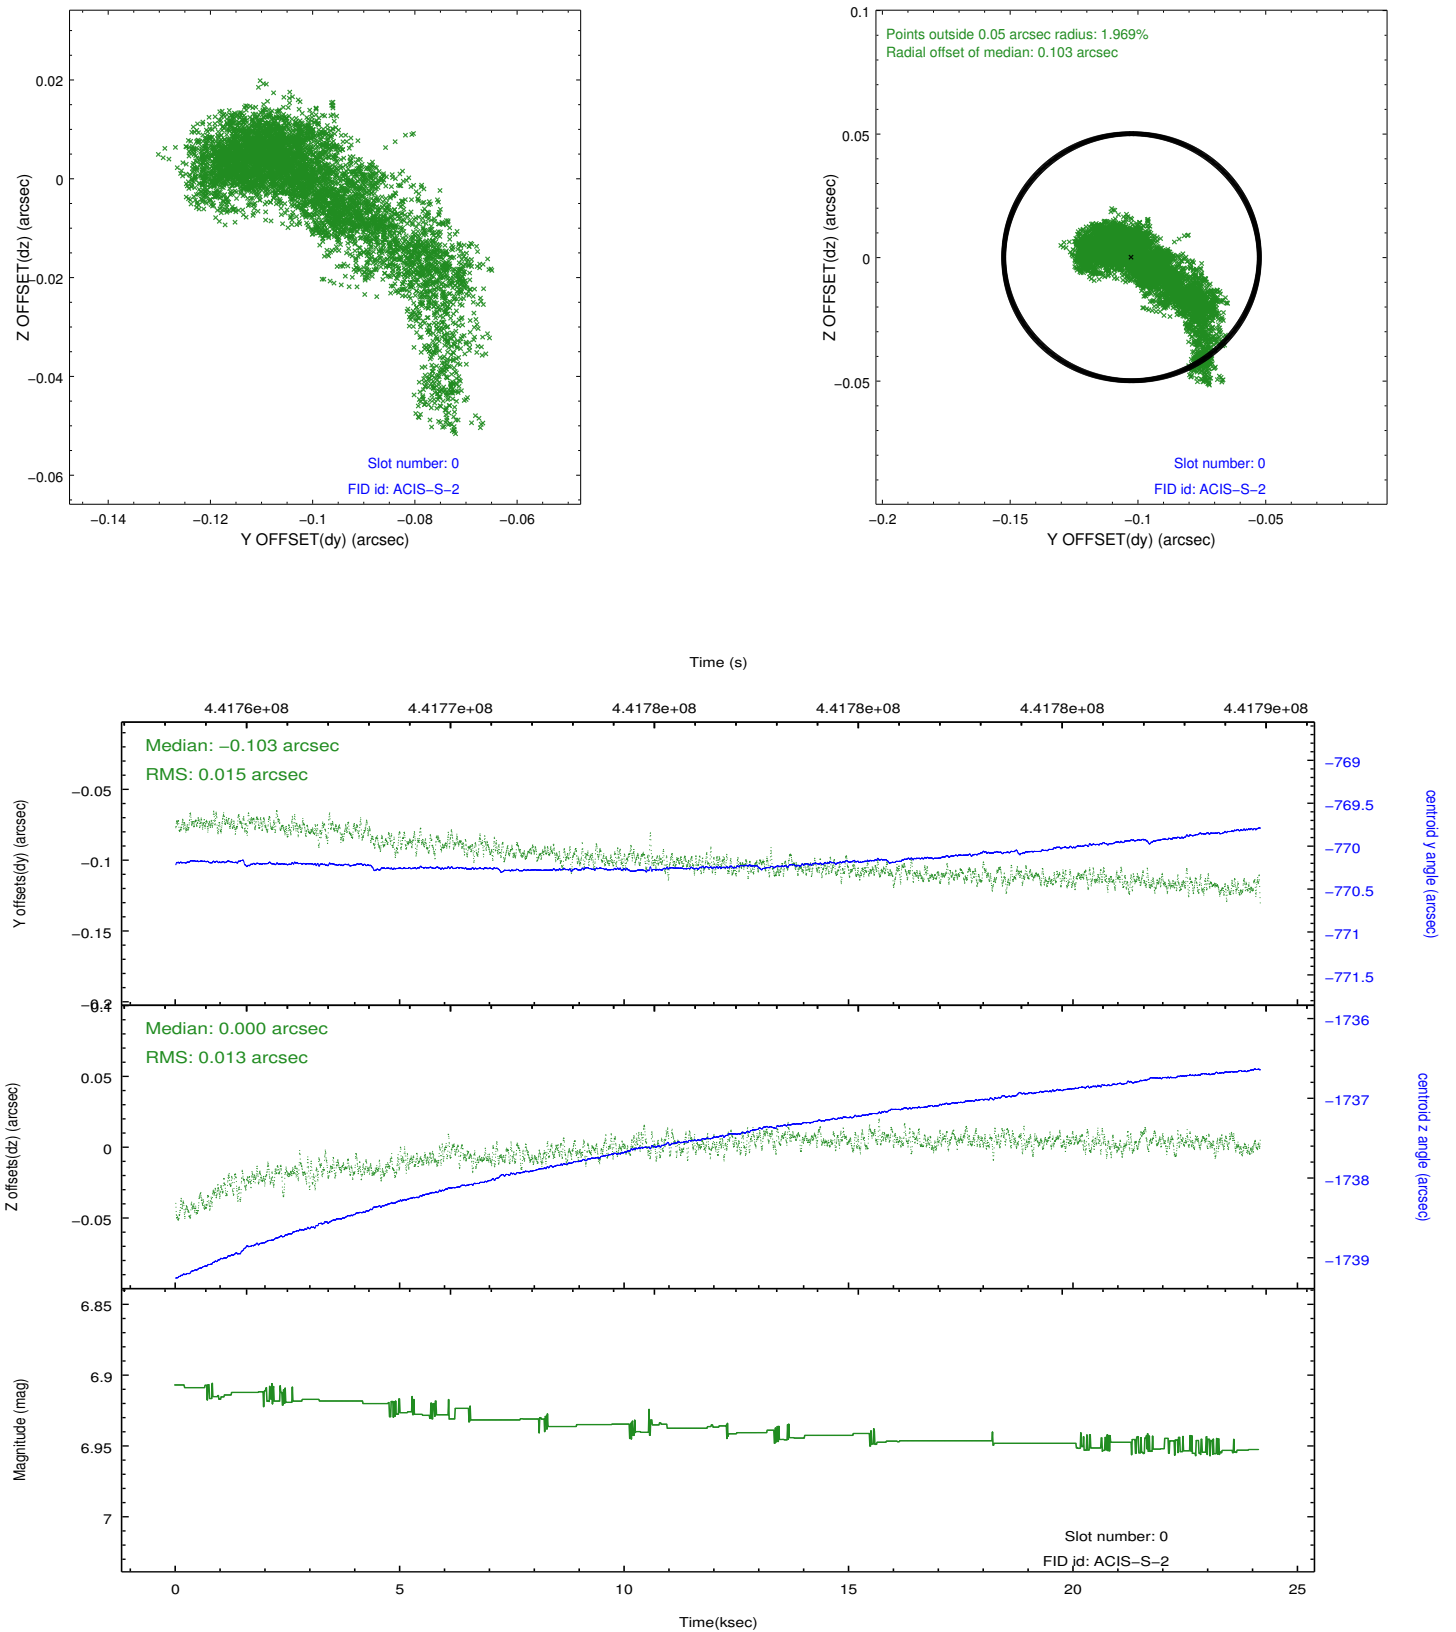 0.02
0
−0.02
−0.04
−0.06
Z OFFSET(dz) (arcsec)
Slot number: 0
FID id: ACIS−S−2
−0.14
−0.12
−0.1
−0.08
−0.06
Y OFFSET(dy) (arcsec)
0.1
0.05
0
−0.05
Z OFFSET(dz) (arcsec)
Points outside 0.05 arcsec radius: 1.969%
Radial offset of median: 0.103 arcsec
Slot number: 0
FID id: ACIS−S−2
−0.2
−0.15
−0.1
−0.05
Y OFFSET(dy) (arcsec)
Time (s)
4.4176e+08
4.4177e+08
4.4178e+08
4.4178e+08
4.4178e+08
4.4179e+08
Median: −0.103 arcsec
RMS: 0.015 arcsec
−0.05
−0.1
−0.15
−0.2
Y offsets(dy) (arcsec)
−769
−769.5
−770
−770.5
−771
−771.5
centroid y angle (arcsec)
Median: 0.000 arcsec
RMS: 0.013 arcsec
0.1
0.05
0
−0.05
Z offsets(dz) (arcsec)
−1736
−1737
−1738
−1739
centroid z angle (arcsec)
6.85
6.9
6.95
7
Magnitude (mag)
Slot number: 0
FID id: ACIS−S−2
0
5
10
15
20
25
Time(ksec)